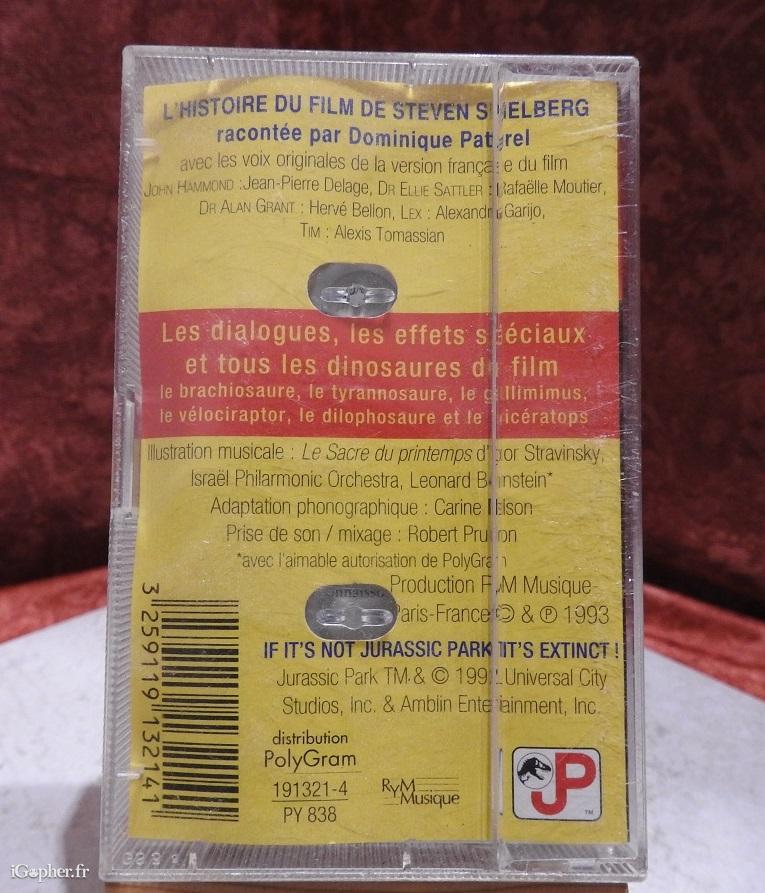 L'HISTOIRE DU FILM DE STEVEN SPIELBERG
racontée par Dominique Paturel
avec les voix originales de la version française du film
JOHN HAMMOND : Jean-Pierre Delage, DR ELLIE SATTLER : Rafaëlle Moutier,
DR ALAN GRANT : Hervé Bellon, LEX : Alexandra Garijo,
TIM : Alexis Tomassian
Les dialogues, les effets spéciaux
et tous les dinosaures du film
le brachiosaure, le tyrannosaure, le gallimimus,
le vélociraptor, le dilophosaure et le tricératops
Illustration musicale : Le Sacre du printemps d'Igor Stravinsky,
Israël Philarmonic Orchestra, Leonard Bernstein*
Adaptation phonographique : Carine
Prise de son / mixage : Robert
*avec l'aimable autorisation de PolyGram
Production RYM Musique-
Paris-France © & ℗ 1993
IF IT'S NOT JURASSIC PARK IT'S EXTINCT !
Jurassic Park TM & © 1992 Universal City
Studios, Inc. & Amblin Entertainment, Inc.
3 259119 132141
distribution
PolyGram
191321-4
PY 838
RYM
Musique
JP
TM
iGopher.fr